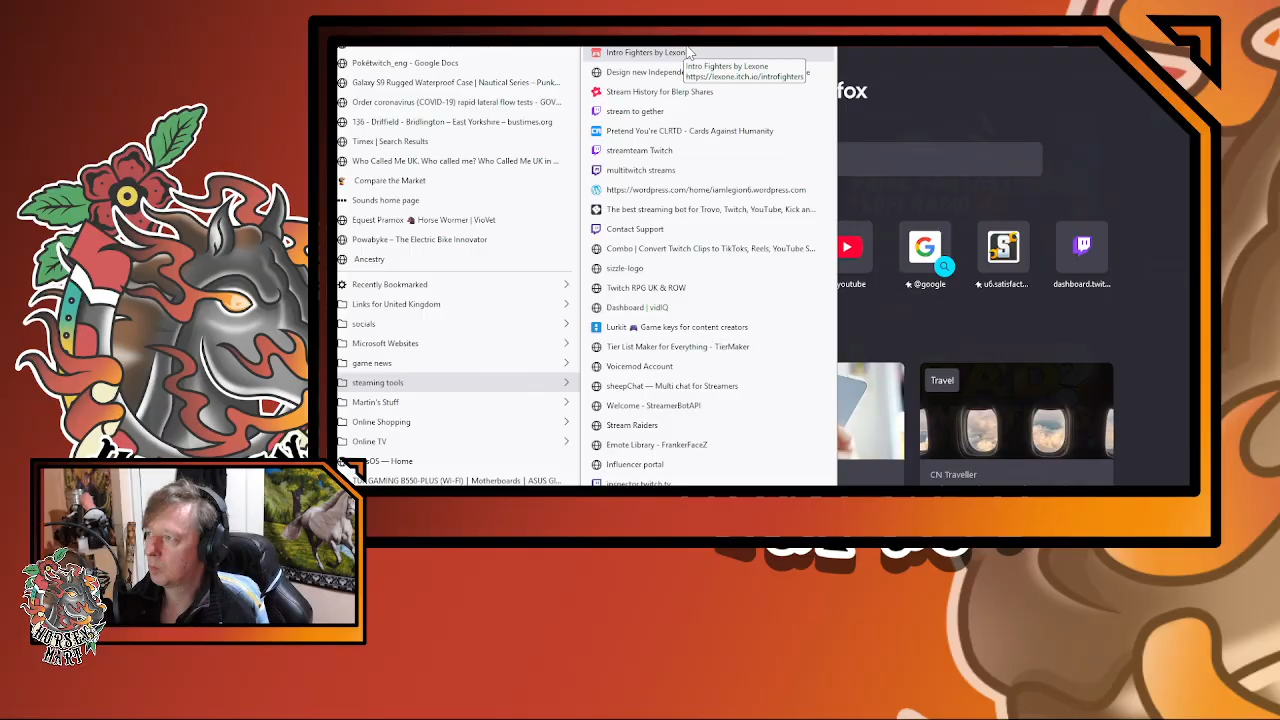 Pokétwitch_eng - Google Docs
Galaxy S9 Rugged Waterproof Case | Nautical Series – Punk...
Order coronavirus (COVID-19) rapid lateral flow tests - GOV...
136 - Driffield - Bridlington – East Yorkshire – bustimes.org
Timex | Search Results
Who Called Me UK. Who called me? Who Called Me UK in ...
Compare the Market
Sounds home page
Equest Pramox 🐴 Horse Wormer | VioVet
Powabyke – The Electric Bike Innovator
Ancestry
Recently Bookmarked
Links for United Kingdom
socials
Microsoft Websites
game news
steaming tools
Martin's Stuff
Online Shopping
Online TV
OS — Home
TUF GAMING B550-PLUS (WI-FI) | Motherboards | ASUS Gl...
Intro Fighters by Lexone
Intro Fighters by Lexone
https://lexone.itch.io/introfighters
Design new Independe
Stream History for Blerp Shares
stream to gether
Pretend You're CLRTD - Cards Against Humanity
streamteam Twitch
multitwitch streams
https://wordpress.com/home/iamlegion6.wordpress.com
The best streaming bot for Trovo, Twitch, YouTube, Kick an...
Contact Support
Combo | Convert Twitch Clips to TikToks, Reels, YouTube S...
sizzle-logo
Twitch RPG UK & ROW
Dashboard | vidIQ
Lurkit 🎮 Game keys for content creators
Tier List Maker for Everything - TierMaker
Voicemod Account
sheepChat — Multi chat for Streamers
Welcome - StreamerBotAPI
Stream Raiders
Emote Library - FrankerFaceZ
Influencer portal
inspector.twitch.tv
fox
youtube
@google
u6.satisfact...
dashboard.twit...
Travel
CN Traveller
HORSEY
MART